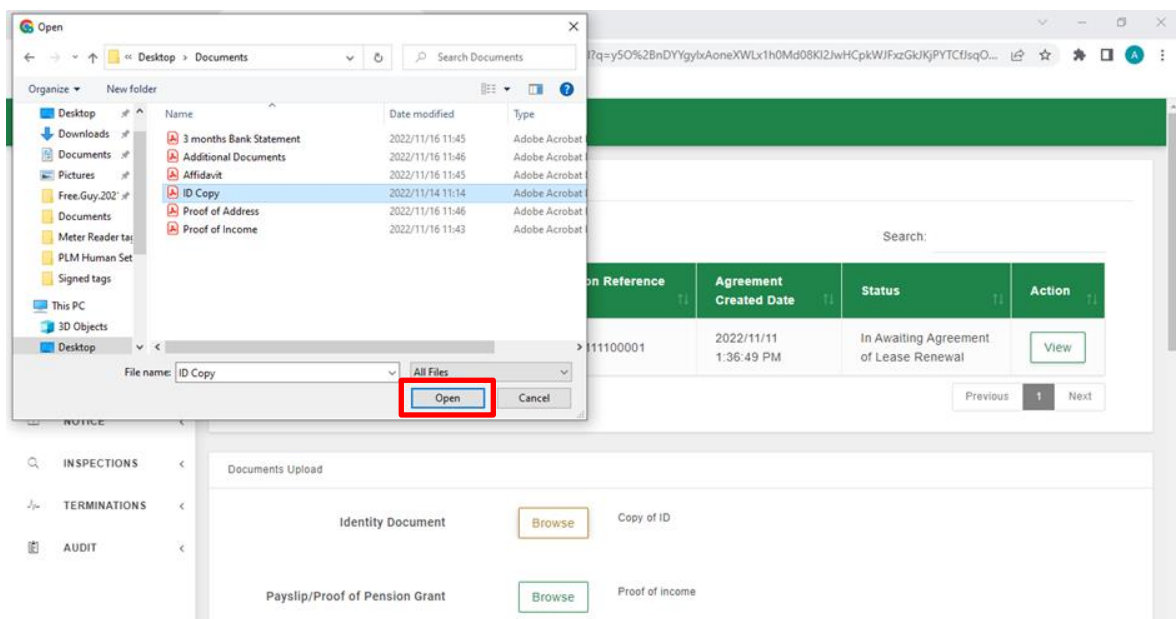 Open
« Desktop › Documents
Search Documents
Organize
New folder
Name
Date modified
Type
Desktop
Downloads
Documents
Pictures
Free.Guy.202
Documents
Meter Reader tag
PLM Human Set
Signed tags
This PC
3D Objects
Desktop
3 months Bank Statement 2022/11/16 11:45 Adobe Acrobat
Additional Documents 2022/11/16 11:46 Adobe Acrobat
Affidavit 2022/11/16 11:45 Adobe Acrobat
ID Copy 2022/11/14 11:14 Adobe Acrobat
Proof of Address 2022/11/16 11:46 Adobe Acrobat
Proof of Income 2022/11/16 11:43 Adobe Acrobat
File name: ID Copy
All Files
Open
Cancel
A
Search:
on Reference
Agreement
Created Date
Status
Action
111100001
2022/11/11
1:36:49 PM
In Awaiting Agreement
of Lease Renewal
View
Previous 1 Next
NOTICE
INSPECTIONS
TERMINATIONS
AUDIT
Documents Upload
Identity Document Browse Copy of ID
Payslip/Proof of Pension Grant Browse Proof of income